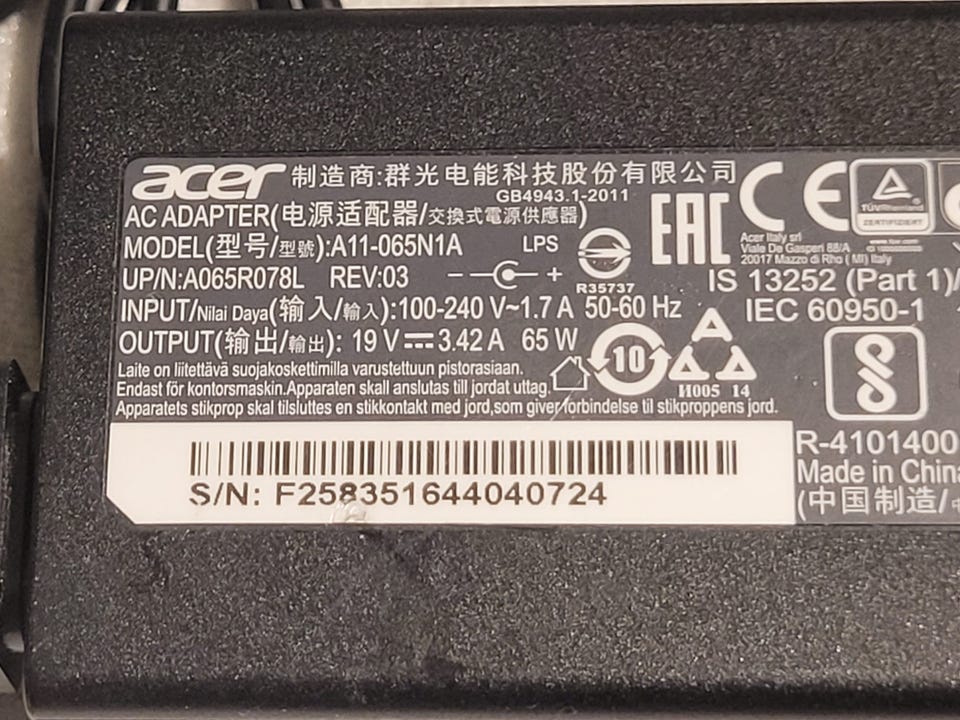 acer 制造商:群光电能科技股份有限公司
GB4943.1-2011
AC ADAPTER(电源适配器/交換式電源供應器)
MODEL(型号/型號):A11-065N1A LPS
UP/N:A065R078L REV:03 − +
R35737
INPUT/Nilai Daya(输入/輸入):100-240 V~1.7 A 50-60 Hz
OUTPUT(输出/輸出): 19 V⎓3.42 A 65 W
Laite on liitettävä suojakoskettimilla varustettuun pistorasiaan.
Endast för kontorsmaskin.Apparaten skall anslutas till jordat uttag.
Apparatets stikprop skal tilsluttes en stikkontakt med jord,som giver forbindelse til stikproppens jord.
10
И005 14
EAC
CE
TÜVRheinland
ZERTIFIZIERT
Acer Italy srl
Viale De Gasperi 88/A
20017 Mazzo di Rho ( MI) Italy
IS 13252 (Part 1)/
IEC 60950-1
R-4101400
Made in China
(中国制造/
S/N: F258351644040724